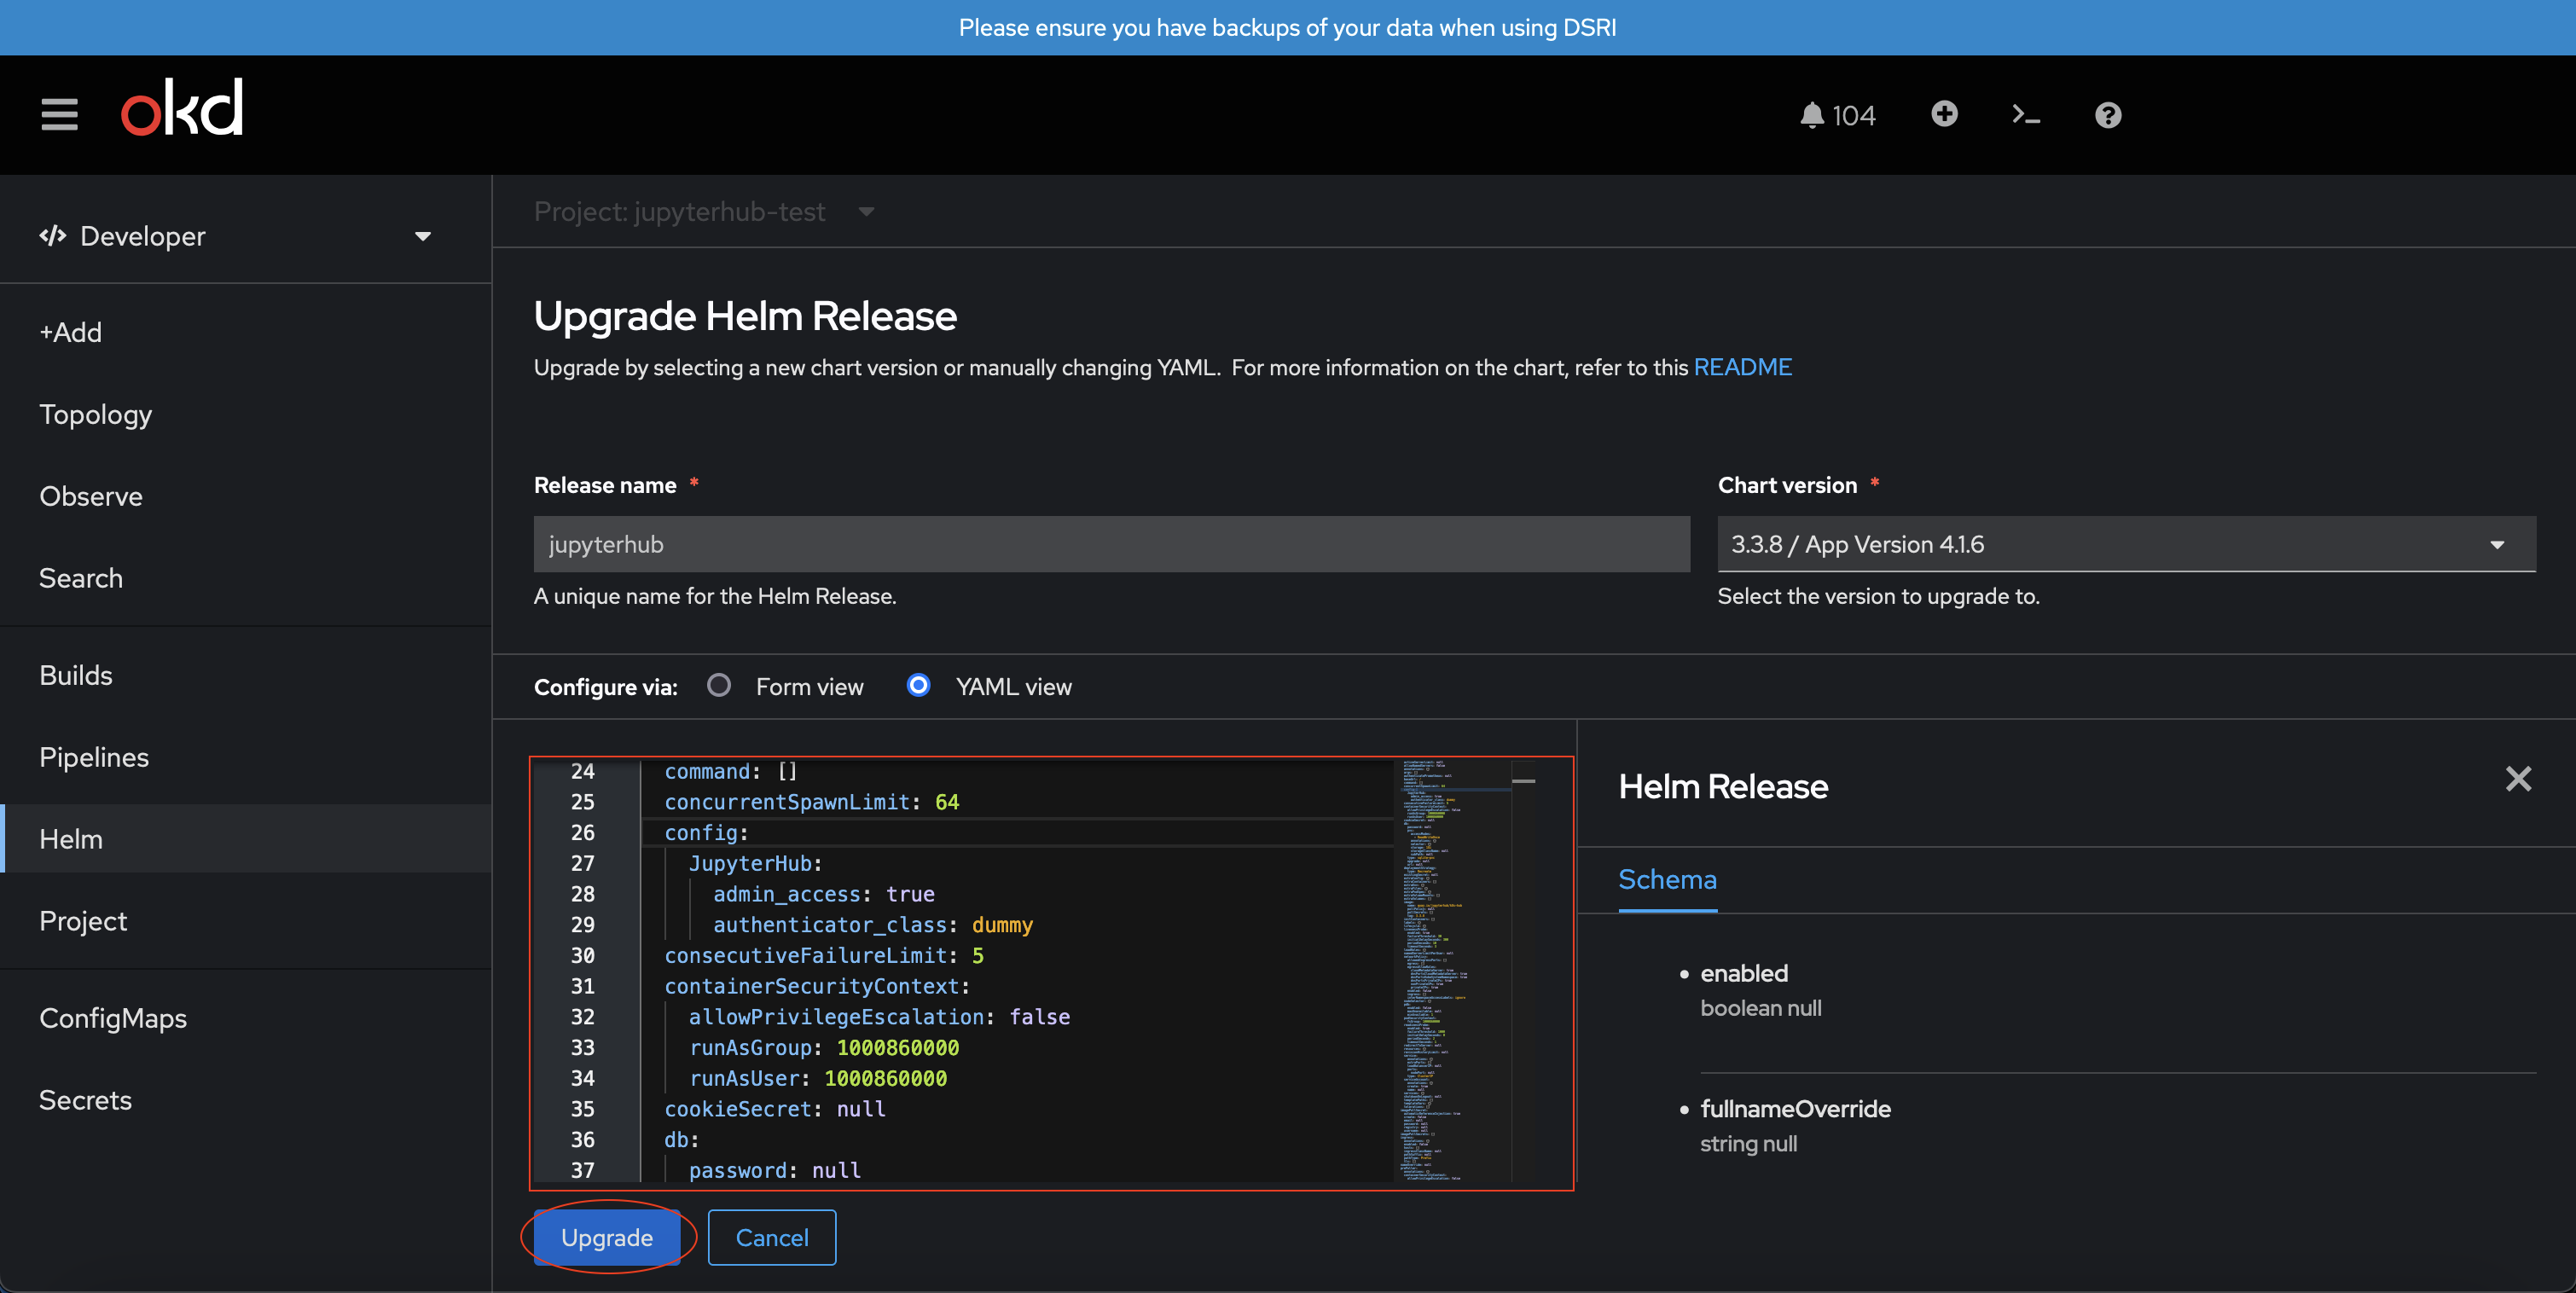 Please ensure you have backups of your data when using DSRI
okd
104
Developer
+Add
Topology
Observe
Search
Builds
Pipelines
Helm
Project
ConfigMaps
Secrets
Project: jupyterhub-test
Upgrade Helm Release
Upgrade by selecting a new chart version or manually changing YAML. For more information on the chart, refer to this README
Release name *
jupyterhub
A unique name for the Helm Release.
Chart version *
3.3.8 / App Version 4.1.6
Select the version to upgrade to.
Configure via: Form view YAML view
24 command: []
25 concurrentSpawnLimit: 64
26 config:
27 JupyterHub:
28 admin_access: true
29 authenticator_class: dummy
30 consecutiveFailureLimit: 5
31 containerSecurityContext:
32 allowPrivilegeEscalation: false
33 runAsGroup: 1000860000
34 runAsUser: 1000860000
35 cookieSecret: null
36 db:
37 password: null
Upgrade Cancel
Helm Release
Schema
• enabled
boolean null
• fullnameOverride
string null